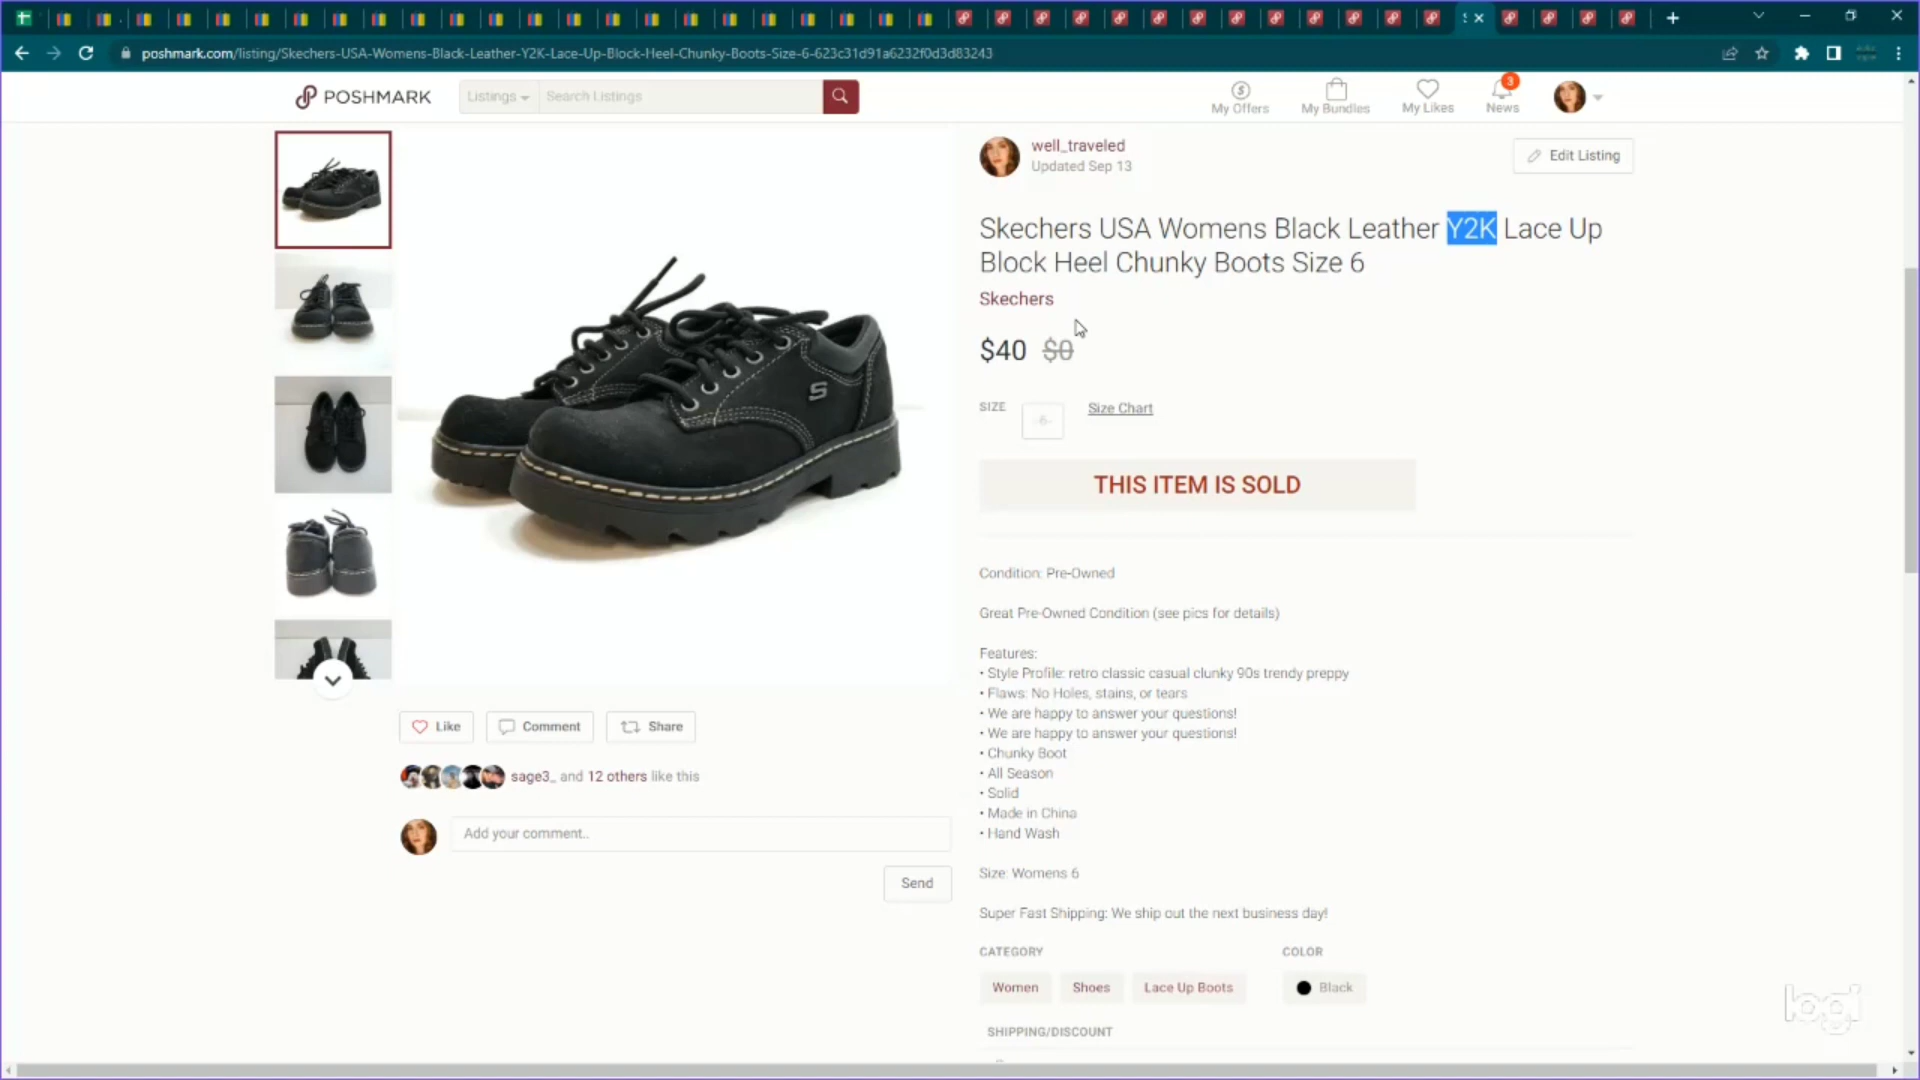 poshmark.com/listing/Skechers-USA-Womens-Black-Leather-Y2K-Lace-Up-Block-Heel-Chunky-Boots-Size-6-623c31d91a6232f0d3d83243
POSHMARK
Listings
Search Listings
My Offers
My Bundles
My Likes
3
News
well_traveled
Updated Sep 13
Edit Listing
Skechers USA Womens Black Leather Y2K Lace Up
Block Heel Chunky Boots Size 6
Skechers
$40 $0
SIZE
6
Size Chart
THIS ITEM IS SOLD
Condition: Pre-Owned
Great Pre-Owned Condition (see pics for details)
Features:
• Style Profile: retro classic casual clunky 90s trendy preppy
• Flaws: No Holes, stains, or tears
• We are happy to answer your questions!
• We are happy to answer your questions!
• Chunky Boot
• All Season
• Solid
• Made in China
• Hand Wash
Size: Womens 6
Super Fast Shipping: We ship out the next business day!
CATEGORY
COLOR
Women
Shoes
Lace Up Boots
Black
SHIPPING/DISCOUNT
S
Like
Comment
Share
sage3_ and 12 others like this
Add your comment..
Send
logi